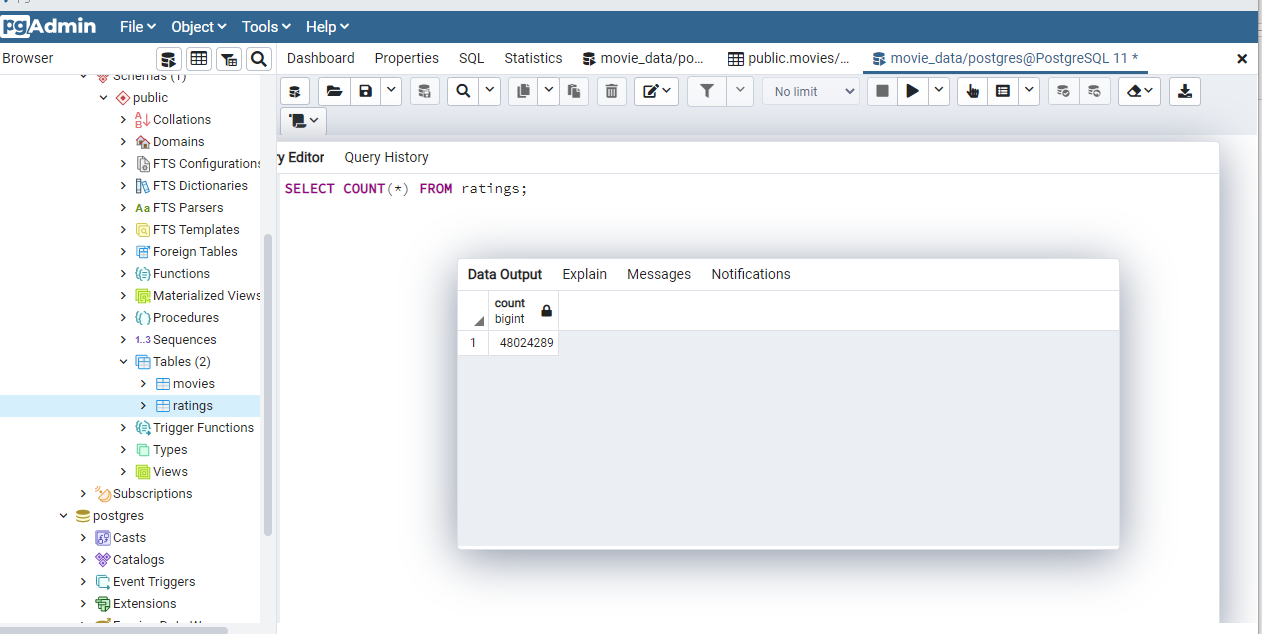 pgAdmin File Object Tools Help
Browser
Dashboard Properties SQL Statistics movie_data/po... public.movies/... movie_data/postgres@PostgreSQL 11 *
No limit
Schemas (1)
public
Collations
Domains
FTS Configurations
FTS Dictionaries
Aa FTS Parsers
FTS Templates
Foreign Tables
Functions
Materialized Views
Procedures
1..3 Sequences
Tables (2)
movies
ratings
Trigger Functions
Types
Views
Subscriptions
postgres
Casts
Catalogs
Event Triggers
Extensions
y Editor Query History
SELECT COUNT(*) FROM ratings;
Data Output Explain Messages Notifications
count
bigint
1 48024289